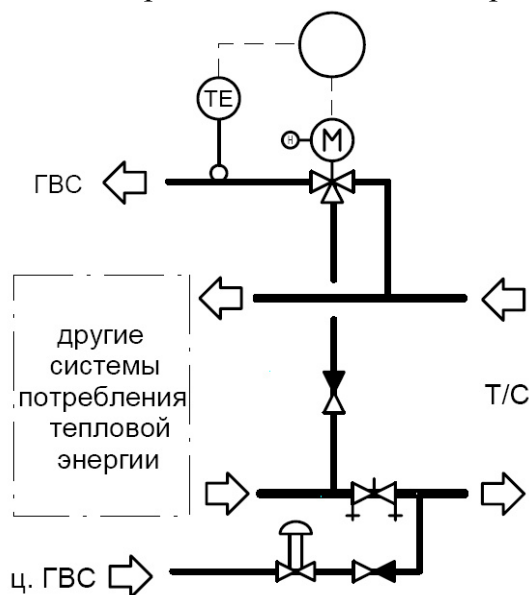 TE
H
M
ГВС
другие
системы
потребления
тепловой
энергии
Т/С
ц. ГВС